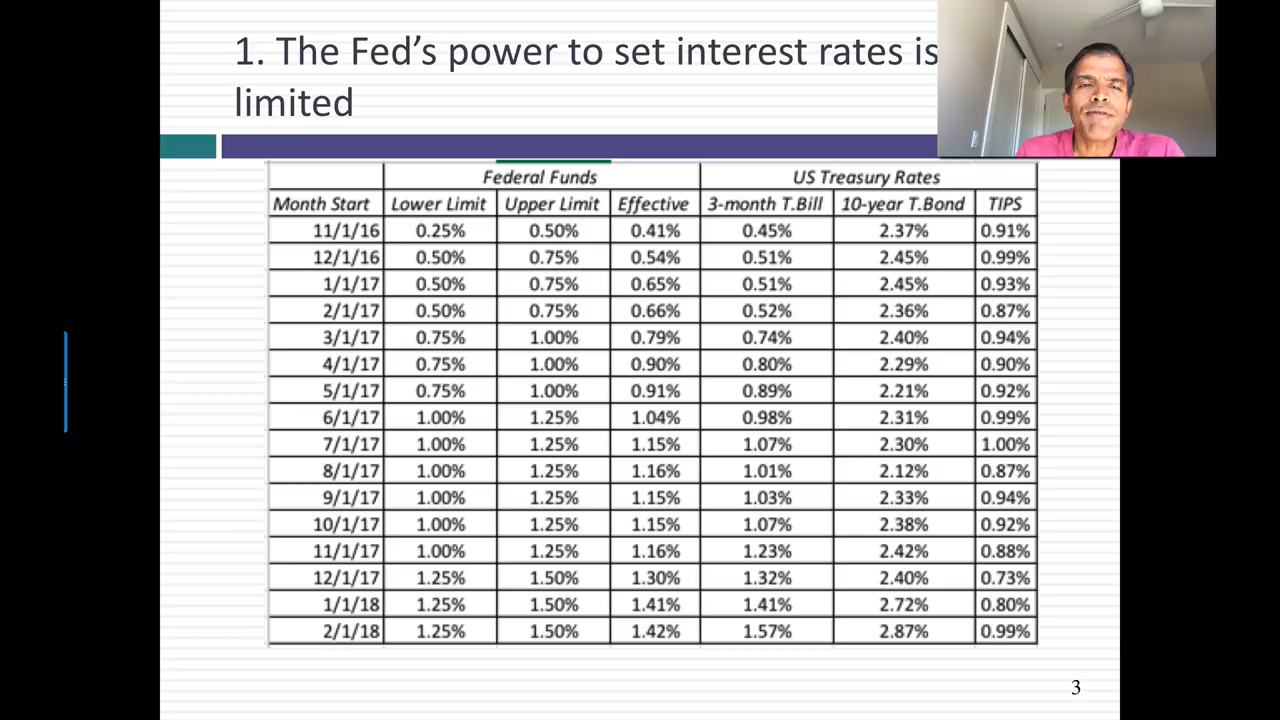 1. The Fed’s power to set interest rates is
limited
Federal Funds US Treasury Rates
Month Start Lower Limit Upper Limit Effective 3-month T.Bill 10-year T.Bond TIPS
11/1/16 0.25% 0.50% 0.41% 0.45% 2.37% 0.91%
12/1/16 0.50% 0.75% 0.54% 0.51% 2.45% 0.99%
1/1/17 0.50% 0.75% 0.65% 0.51% 2.45% 0.93%
2/1/17 0.50% 0.75% 0.66% 0.52% 2.36% 0.87%
3/1/17 0.75% 1.00% 0.79% 0.74% 2.40% 0.94%
4/1/17 0.75% 1.00% 0.90% 0.80% 2.29% 0.90%
5/1/17 0.75% 1.00% 0.91% 0.89% 2.21% 0.92%
6/1/17 1.00% 1.25% 1.04% 0.98% 2.31% 0.99%
7/1/17 1.00% 1.25% 1.15% 1.07% 2.30% 1.00%
8/1/17 1.00% 1.25% 1.16% 1.01% 2.12% 0.87%
9/1/17 1.00% 1.25% 1.15% 1.03% 2.33% 0.94%
10/1/17 1.00% 1.25% 1.15% 1.07% 2.38% 0.92%
11/1/17 1.00% 1.25% 1.16% 1.23% 2.42% 0.88%
12/1/17 1.25% 1.50% 1.30% 1.32% 2.40% 0.73%
1/1/18 1.25% 1.50% 1.41% 1.41% 2.72% 0.80%
2/1/18 1.25% 1.50% 1.42% 1.57% 2.87% 0.99%
3